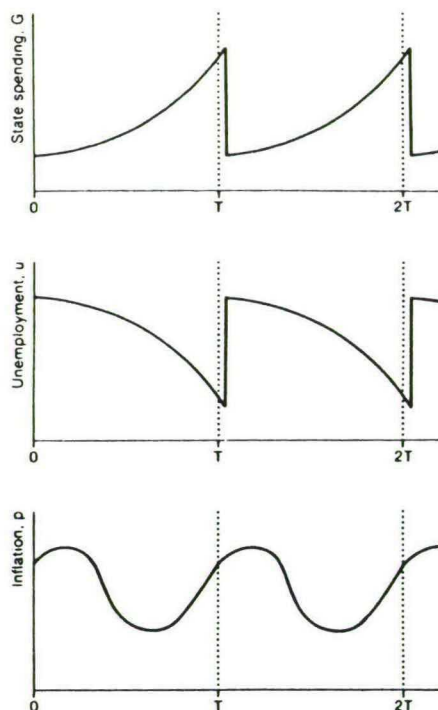 State spending, G
0 T 2T
Unemployment, u
0 T 2T
Inflation, p
0 T 2T